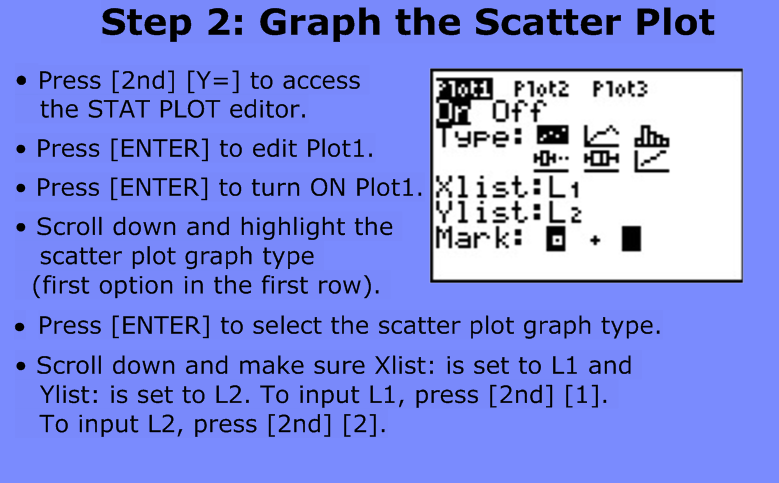 Step 2: Graph the Scatter Plot
• Press [2nd] [Y=] to access
the STAT PLOT editor.
• Press [ENTER] to edit Plot1.
• Press [ENTER] to turn ON Plot1.
• Scroll down and highlight the
scatter plot graph type
(first option in the first row).
• Press [ENTER] to select the scatter plot graph type.
• Scroll down and make sure Xlist: is set to L1 and
Ylist: is set to L2. To input L1, press [2nd] [1].
To input L2, press [2nd] [2].
Plot1 Plot2 Plot3
On Off
Type:
Xlist:L1
Ylist:L2
Mark: ▫ +